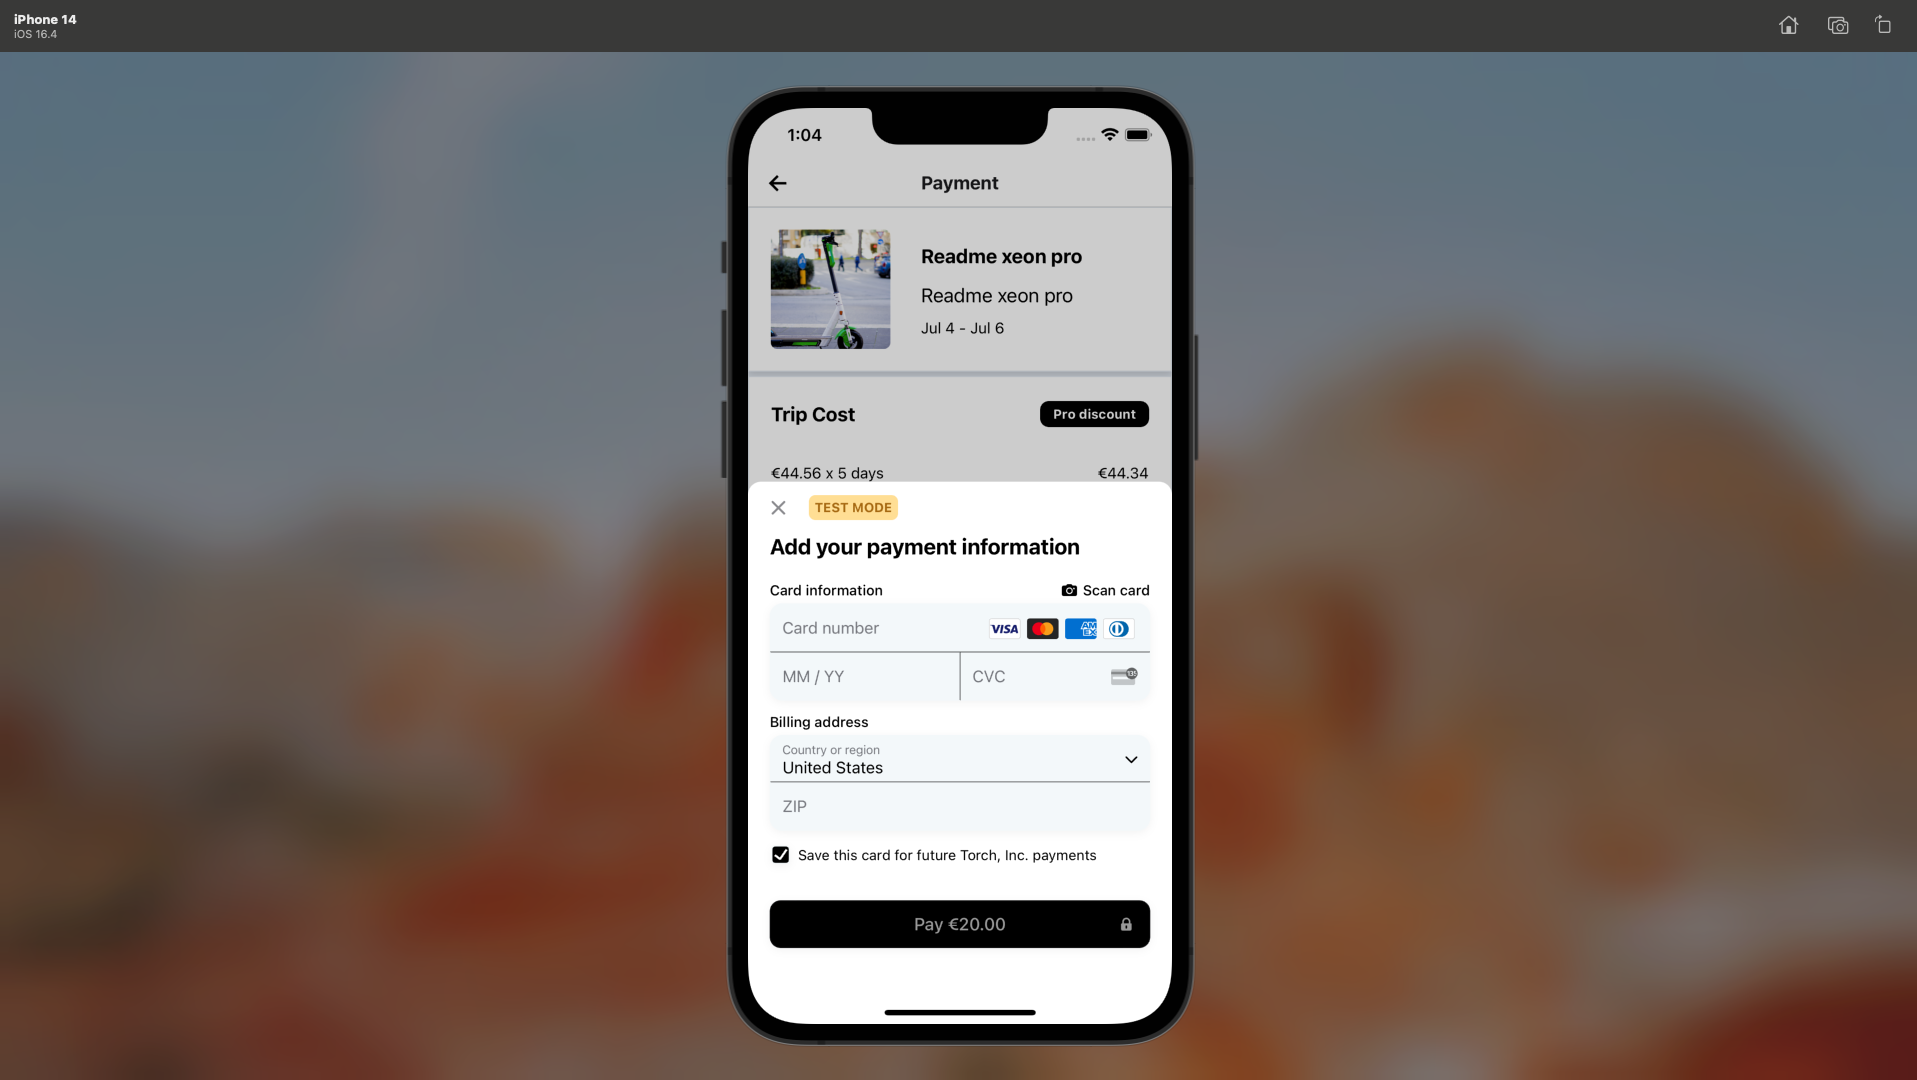 iPhone 14
iOS 16.4
1:04
Payment
Readme xeon pro
Readme xeon pro
Jul 4 - Jul 6
Trip Cost
Pro discount
€44.56 x 5 days
€44.34
TEST MODE
Add your payment information
Card information
Scan card
Card number
VISA
AM
EX
MM / YY
CVC
135
Billing address
Country or region
United States
ZIP
Save this card for future Torch, Inc. payments
Pay €20.00